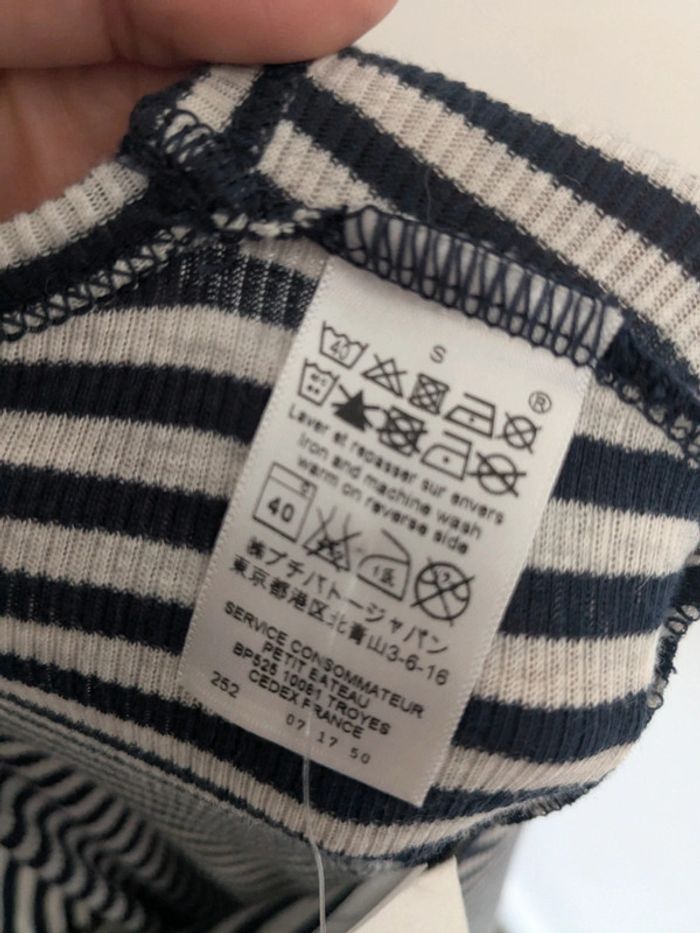 S
®
40
Laver et repasser sur envers
Iron and machine wash
warm on reverse side
40
㈱プチバトージャパン
東京都港区北青山3-6-16
SERVICE CONSOMMATEUR
PETIT BATEAU
BP525 10081 TROYES
CEDEX FRANCE
252
07 17 50